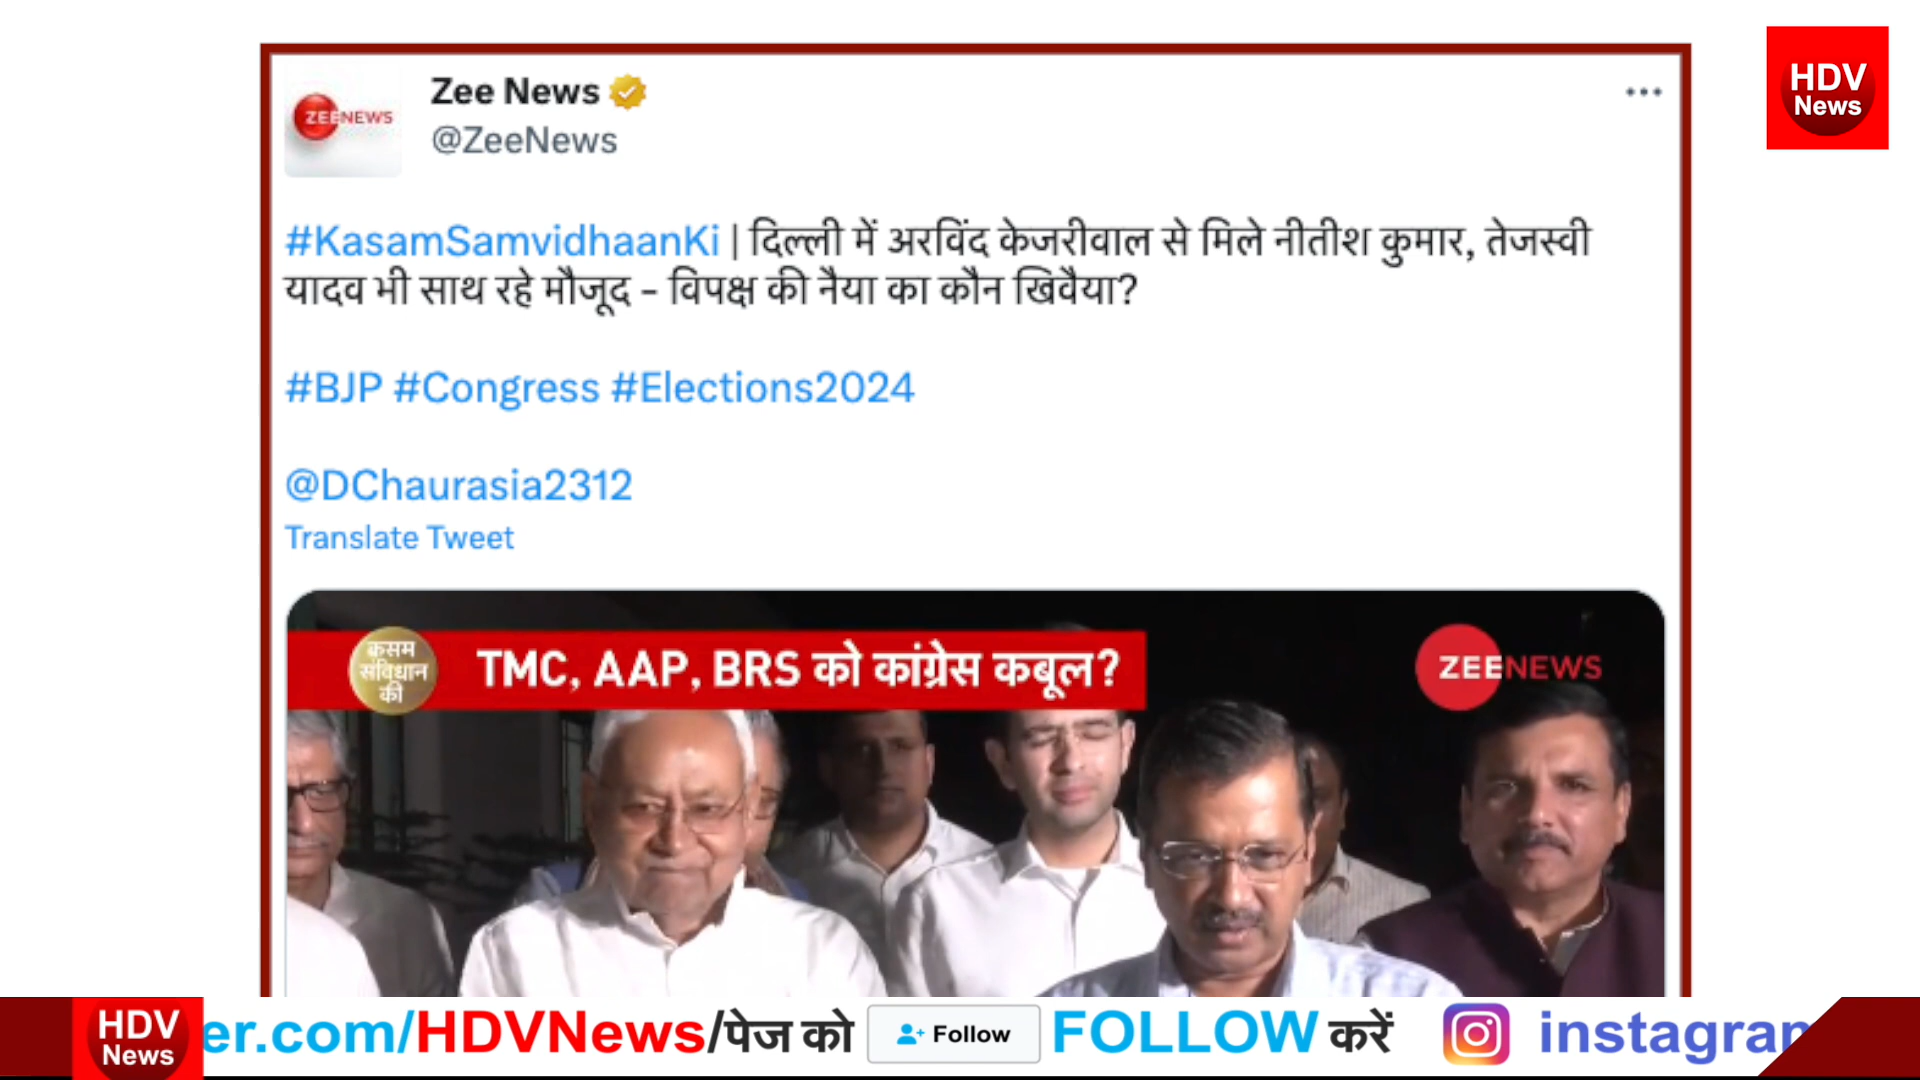 HDV
News
ZEENEWS
Zee News
@ZeeNews
#KasamSamvidhaanKi | दिल्ली में अरविंद केजरीवाल से मिले नीतीश कुमार, तेजस्वी
यादव भी साथ रहे मौजूद - विपक्ष की नैया का कौन खिवैया?
#BJP #Congress #Elections2024
@DChaurasia2312
Translate Tweet
कसम
संविधान
की
TMC, AAP, BRS को कांग्रेस कबूल?
ZEENEWS
HDV
News
er.com/HDVNews/पेज को Follow FOLLOW करें instagram